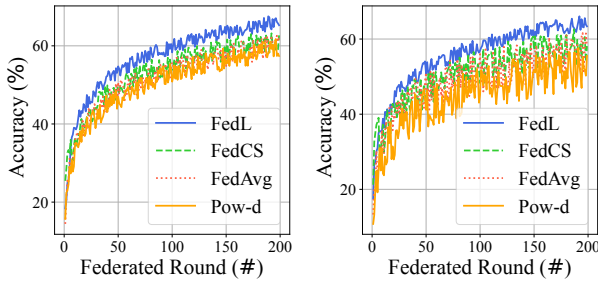 Accuracy (%)
60
40
20
FedL
FedCS
FedAvg
Pow-d
0 50 100 150 200
Federated Round (#)
Accuracy (%)
60
40
20
FedL
FedCS
FedAvg
Pow-d
0 50 100 150 200
Federated Round (#)